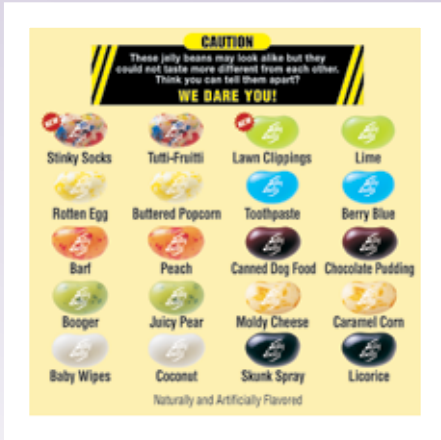 CAUTION
These jelly beans may look alike but they
could not taste more different from each other.
Think you can tell them apart?
WE DARE YOU!
NEW NEW
Stinky Socks Tutti-Fruitti Lawn Clippings Lime
Rotten Egg Buttered Popcorn Toothpaste Berry Blue
Barf Peach Canned Dog Food Chocolate Pudding
Booger Juicy Pear Moldy Cheese Caramel Corn
Baby Wipes Coconut Skunk Spray Licorice
Naturally and Artificially Flavored